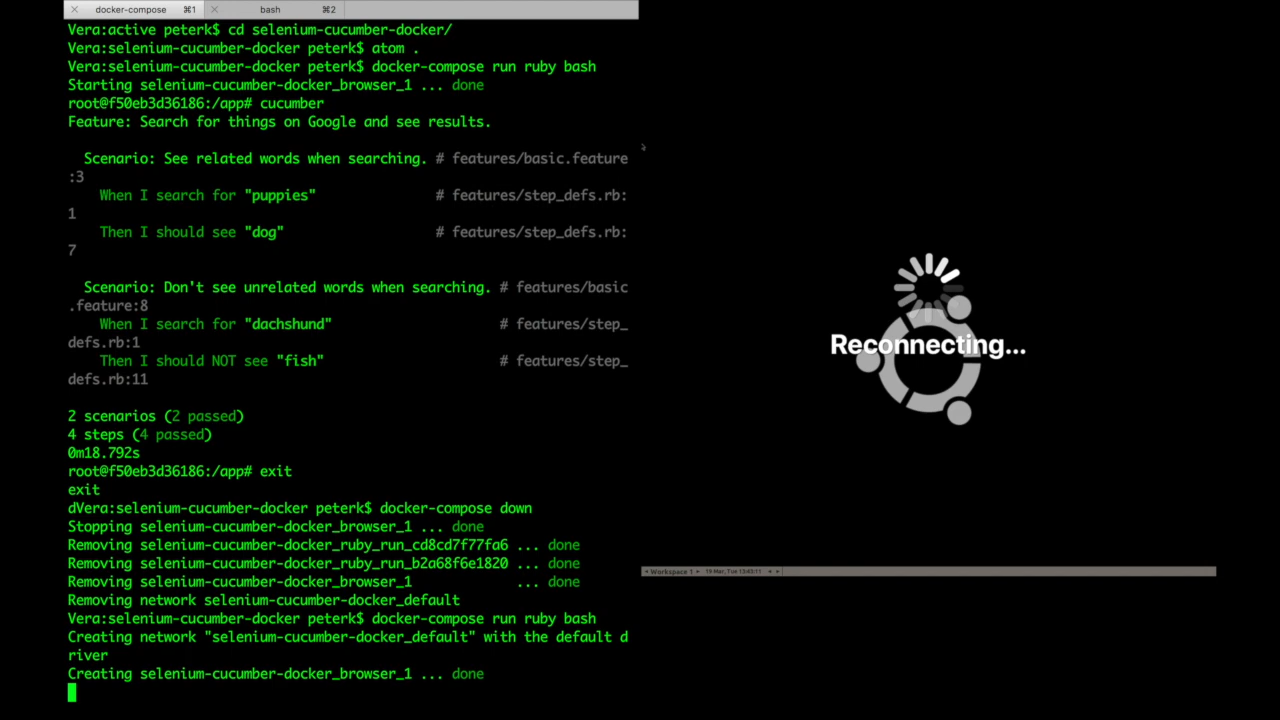 docker-compose ⌘1 bash ⌘2
Vera:active peterk$ cd selenium-cucumber-docker/
Vera:selenium-cucumber-docker peterk$ atom .
Vera:selenium-cucumber-docker peterk$ docker-compose run ruby bash
Starting selenium-cucumber-docker_browser_1 ... done
root@f50eb3d36186:/app# cucumber
Feature: Search for things on Google and see results.
Scenario: See related words when searching. # features/basic.feature
:3
When I search for "puppies" # features/step_defs.rb:
1
Then I should see "dog" # features/step_defs.rb:
7
Scenario: Don't see unrelated words when searching. # features/basic
.feature:8
When I search for "dachshund" # features/step_
defs.rb:1
Then I should NOT see "fish" # features/step_
defs.rb:11
2 scenarios (2 passed)
4 steps (4 passed)
0m18.792s
root@f50eb3d36186:/app# exit
exit
dVera:selenium-cucumber-docker peterk$ docker-compose down
Stopping selenium-cucumber-docker_browser_1 ... done
Removing selenium-cucumber-docker_ruby_run_cd8cd7f77fa6 ... done
Removing selenium-cucumber-docker_ruby_run_b2a68f6e1820 ... done
Removing selenium-cucumber-docker_browser_1 ... done
Removing network selenium-cucumber-docker_default
Vera:selenium-cucumber-docker peterk$ docker-compose run ruby bash
Creating network "selenium-cucumber-docker_default" with the default d
river
Creating selenium-cucumber-docker_browser_1 ... done
Reconnecting...
Workspace 1 19 Mar, Tue 13:43:11